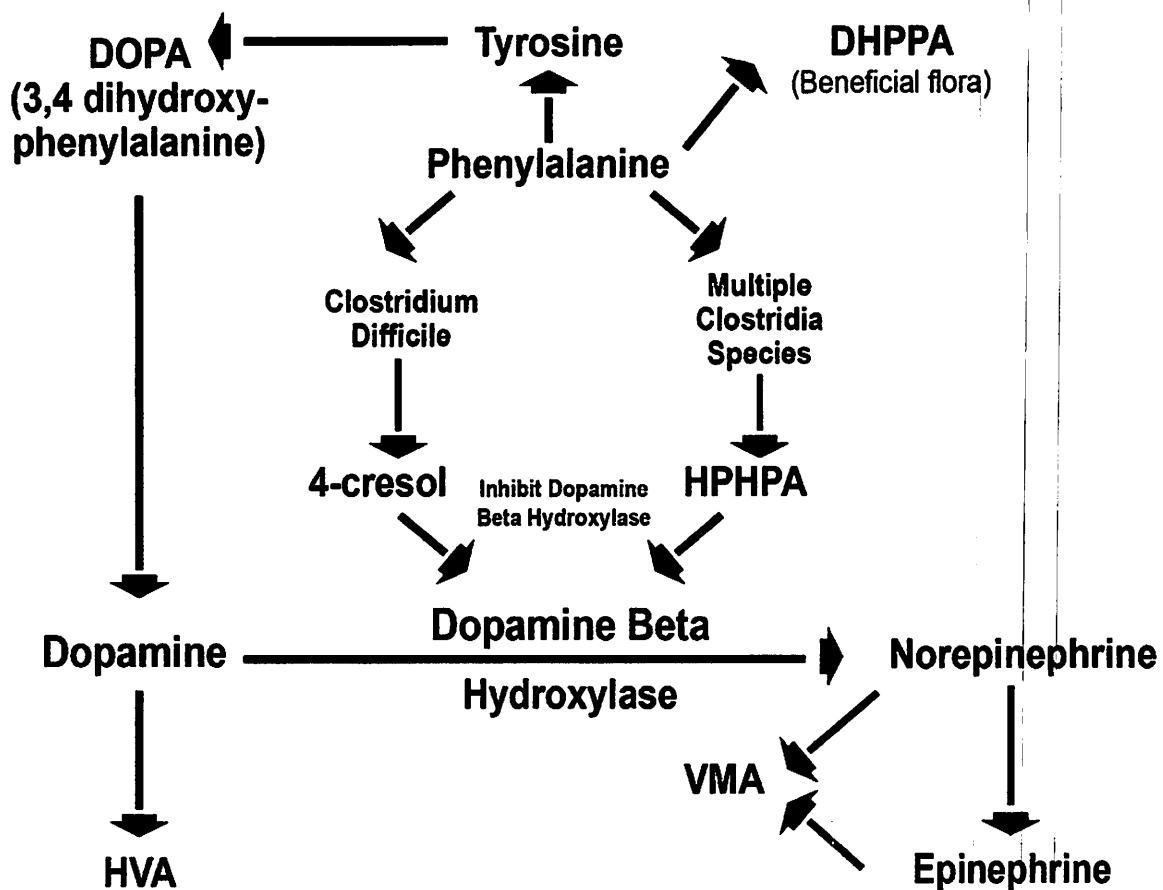 DOPA
(3,4 dihydroxy-
phenylalanine)
Tyrosine
DHPPA
(Beneficial flora)
Phenylalanine
Clostridium
Difficile
Multiple
Clostridia
Species
4-cresol
Inhibit Dopamine
Beta Hydroxylase
HPHPA
Dopamine
Dopamine Beta
Hydroxylase
Norepinephrine
VMA
HVA
Epinephrine